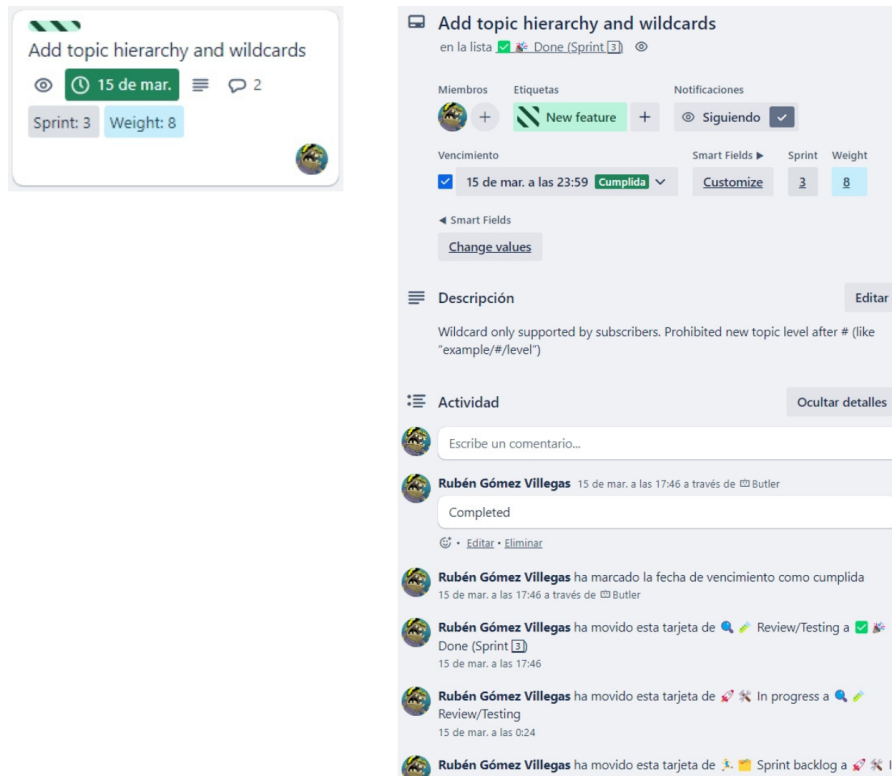 Add topic hierarchy and wildcards
15 de mar.
2
Sprint: 3
Weight: 8
Add topic hierarchy and wildcards
en la lista ✅ 🎉 Done (Sprint 3️⃣)
Miembros
Etiquetas
Notificaciones
+
New feature
+
Siguiendo
Vencimiento
Smart Fields ▶
Sprint
Weight
15 de mar. a las 23:59 Cumplida
Customize
3
8
◀ Smart Fields
Change values
Descripción
Editar
Wildcard only supported by subscribers. Prohibited new topic level after # (like
"example/#/level")
Actividad
Ocultar detalles
Escribe un comentario...
Rubén Gómez Villegas 15 de mar. a las 17:46 a través de Butler
Completed
• Editar • Eliminar
Rubén Gómez Villegas ha marcado la fecha de vencimiento como cumplida
15 de mar. a las 17:46 a través de Butler
Rubén Gómez Villegas ha movido esta tarjeta de 🔍 🧪 Review/Testing a ✅ 🎉
Done (Sprint 3️⃣)
15 de mar. a las 17:46
Rubén Gómez Villegas ha movido esta tarjeta de 🚀 🛠 In progress a 🔍 🧪
Review/Testing
15 de mar. a las 0:24
Rubén Gómez Villegas ha movido esta tarjeta de 🏃 🗂 Sprint backlog a 🚀 🛠